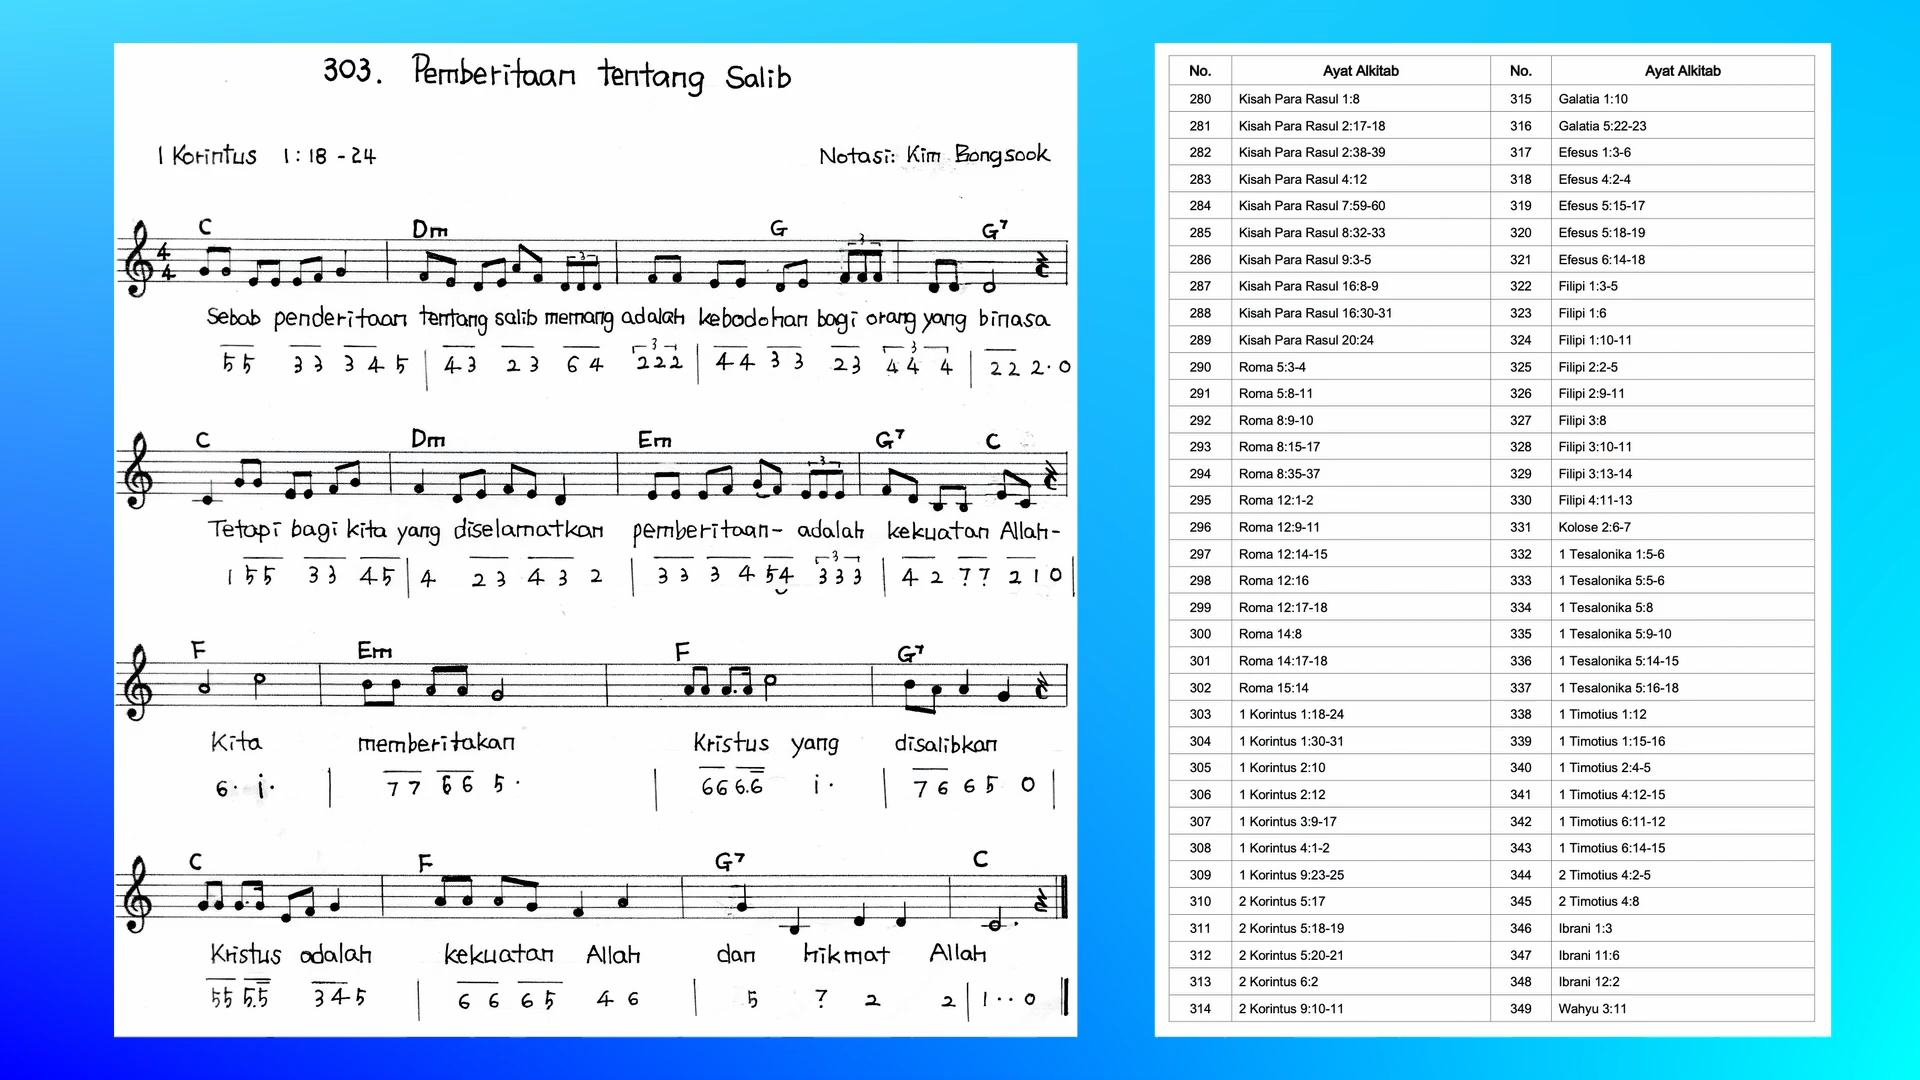 303. Pemberitaan tentang Salib
1 Korintus 1:18-24
Notasi: Kim Bongsook
C Dm G G7
4/4
3 3
Sebab penderitaan tentang salib memang adalah kebodohan bagi orang yang binasa
3 3
5 5 3 3 3 4 5 | 4 3 2 3 6 4 2 2 2 | 4 4 3 3 2 3 4 4 4 | 2 2 2 · 0
C Dm Em G7 C
3
Tetapi bagi kita yang diselamatkan pemberitaan- adalah kekuatan Allah-
3
1 5 5 3 3 4 5 | 4 2 3 4 3 2 | 3 3 3 4 5 4 3 3 3 | 4 2 7 7 2 1 0 |
F Em F G7
Kita memberitakan Kristus yang disalibkan
6 · i · | 7 7 6 6 5 · | 6 6 6.6 i · | 7 6 6 5 0 |
C F G7 C
Kristus adalah kekuatan Allah dan hikmat Allah
5 5 5.5 3 4 5 | 6 6 6 5 4 6 | 5 7 2 2 | 1 · · 0
No. Ayat Alkitab No. Ayat Alkitab
280 Kisah Para Rasul 1:8 315 Galatia 1:10
281 Kisah Para Rasul 2:17-18 316 Galatia 5:22-23
282 Kisah Para Rasul 2:38-39 317 Efesus 1:3-6
283 Kisah Para Rasul 4:12 318 Efesus 4:2-4
284 Kisah Para Rasul 7:59-60 319 Efesus 5:15-17
285 Kisah Para Rasul 8:32-33 320 Efesus 5:18-19
286 Kisah Para Rasul 9:3-5 321 Efesus 6:14-18
287 Kisah Para Rasul 16:8-9 322 Filipi 1:3-5
288 Kisah Para Rasul 16:30-31 323 Filipi 1:6
289 Kisah Para Rasul 20:24 324 Filipi 1:10-11
290 Roma 5:3-4 325 Filipi 2:2-5
291 Roma 5:8-11 326 Filipi 2:9-11
292 Roma 8:9-10 327 Filipi 3:8
293 Roma 8:15-17 328 Filipi 3:10-11
294 Roma 8:35-37 329 Filipi 3:13-14
295 Roma 12:1-2 330 Filipi 4:11-13
296 Roma 12:9-11 331 Kolose 2:6-7
297 Roma 12:14-15 332 1 Tesalonika 1:5-6
298 Roma 12:16 333 1 Tesalonika 5:5-6
299 Roma 12:17-18 334 1 Tesalonika 5:8
300 Roma 14:8 335 1 Tesalonika 5:9-10
301 Roma 14:17-18 336 1 Tesalonika 5:14-15
302 Roma 15:14 337 1 Tesalonika 5:16-18
303 1 Korintus 1:18-24 338 1 Timotius 1:12
304 1 Korintus 1:30-31 339 1 Timotius 1:15-16
305 1 Korintus 2:10 340 1 Timotius 2:4-5
306 1 Korintus 2:12 341 1 Timotius 4:12-15
307 1 Korintus 3:9-17 342 1 Timotius 6:11-12
308 1 Korintus 4:1-2 343 1 Timotius 6:14-15
309 1 Korintus 9:23-25 344 2 Timotius 4:2-5
310 2 Korintus 5:17 345 2 Timotius 4:8
311 2 Korintus 5:18-19 346 Ibrani 1:3
312 2 Korintus 5:20-21 347 Ibrani 11:6
313 2 Korintus 6:2 348 Ibrani 12:2
314 2 Korintus 9:10-11 349 Wahyu 3:11